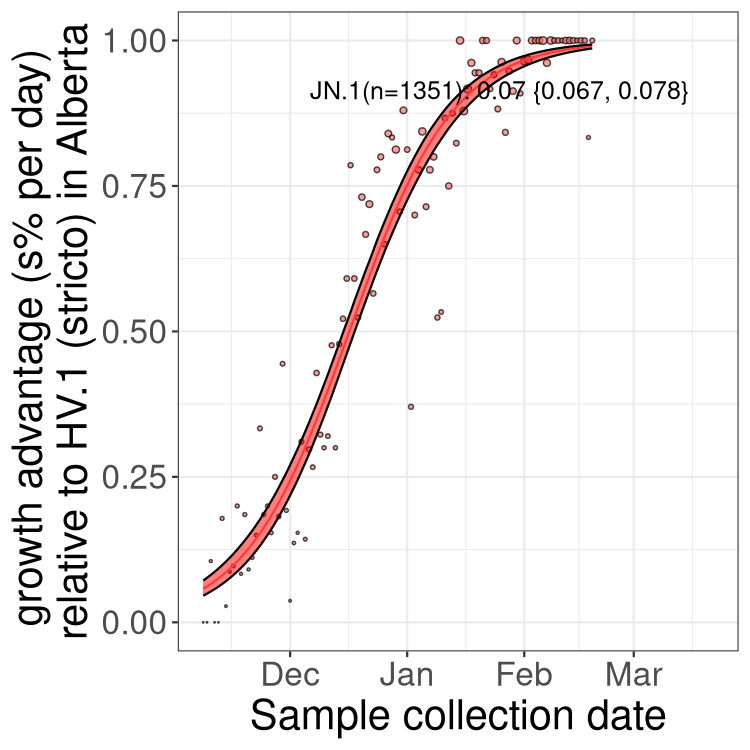 growth advantage (s% per day)
relative to HV.1 (stricto) in Alberta
1.00
0.75
0.50
0.25
0.00
JN.1(n=1351): 0.07 {0.067, 0.078}
Dec
Jan
Feb
Mar
Sample collection date